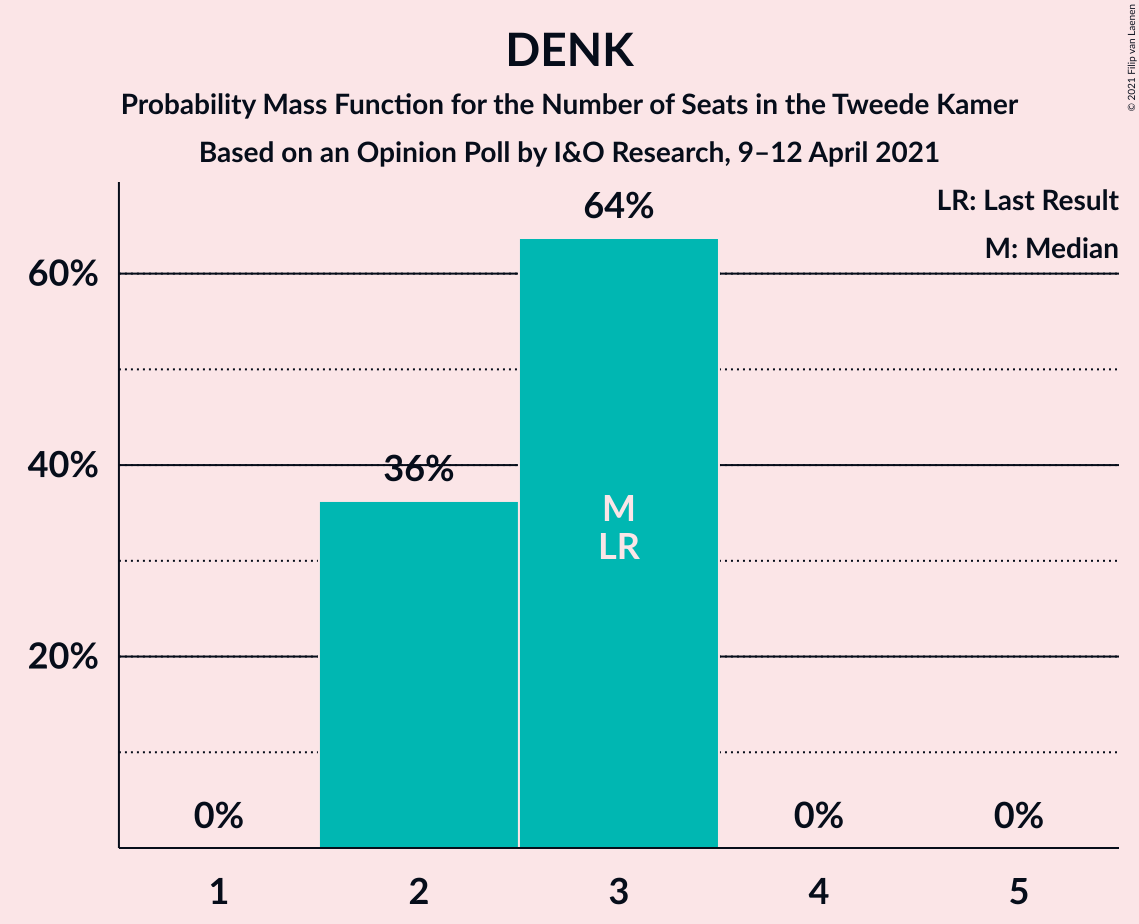 DENK
Probability Mass Function for the Number of Seats in the Tweede Kamer
Based on an Opinion Poll by I&O Research, 9–12 April 2021
© 2021 Filip van Laenen
LR: Last Result
M: Median
64%
60%
40%
36%
M
LR
20%
0%
0%
0%
1
2
3
4
5